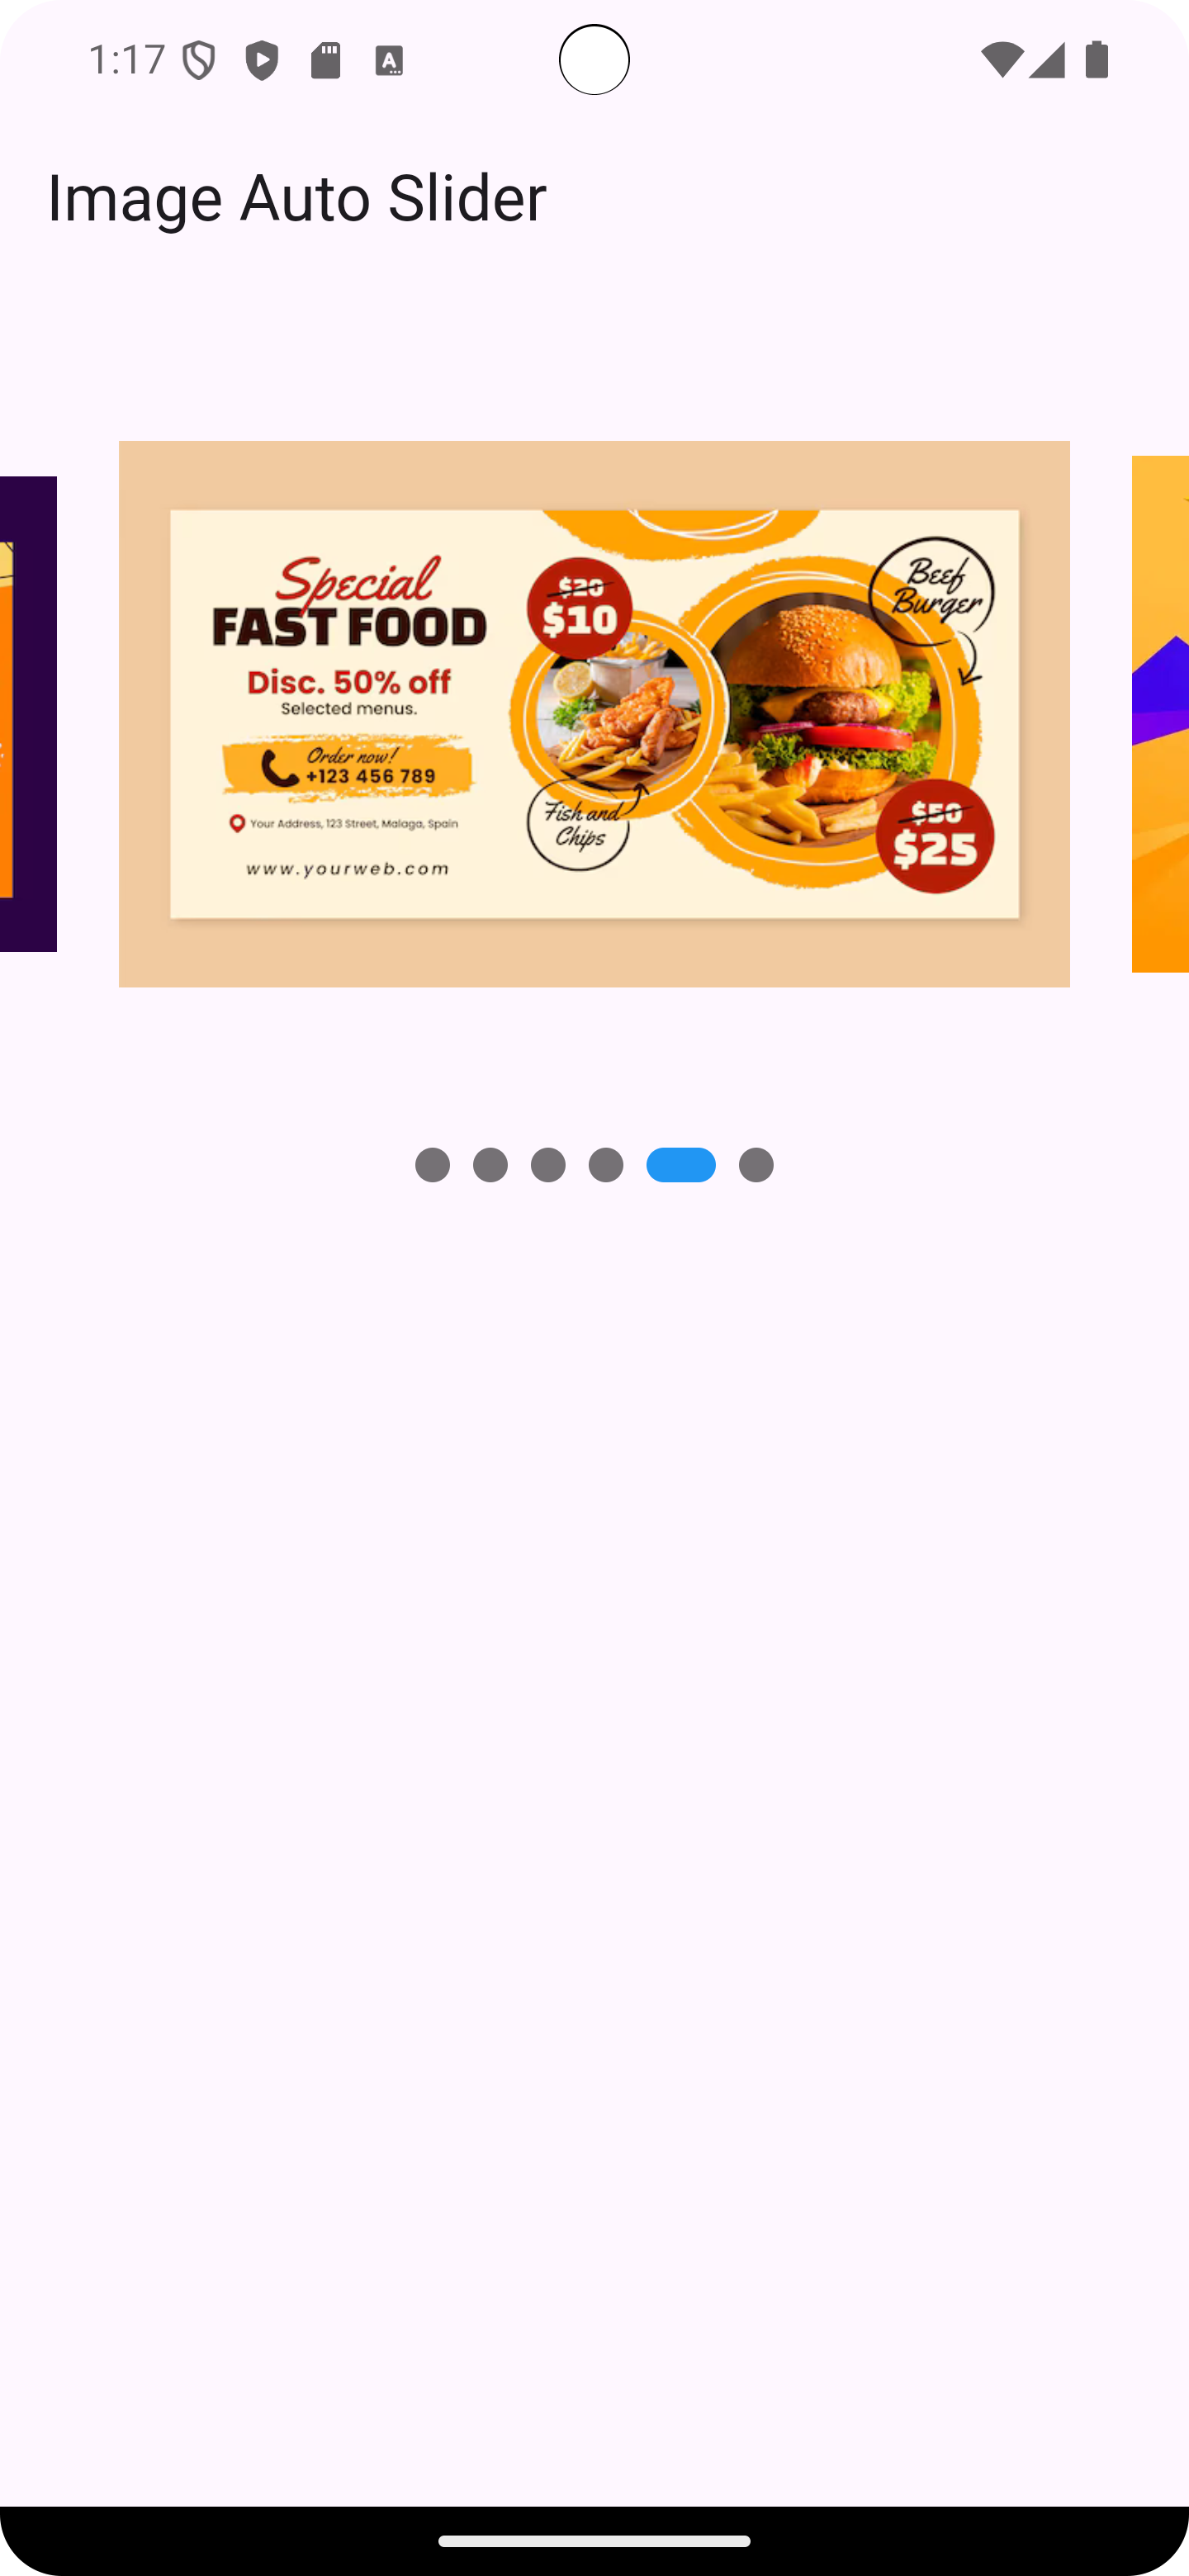 1:17
Image Auto Slider
Special
FAST FOOD
Disc. 50% off
Selected menus.
Order now!
+123 456 789
Your Address, 123 Street, Malaga, Spain
www.yourweb.com
$20
$10
Fish and
Chips
Beef
Burger
$50
$25